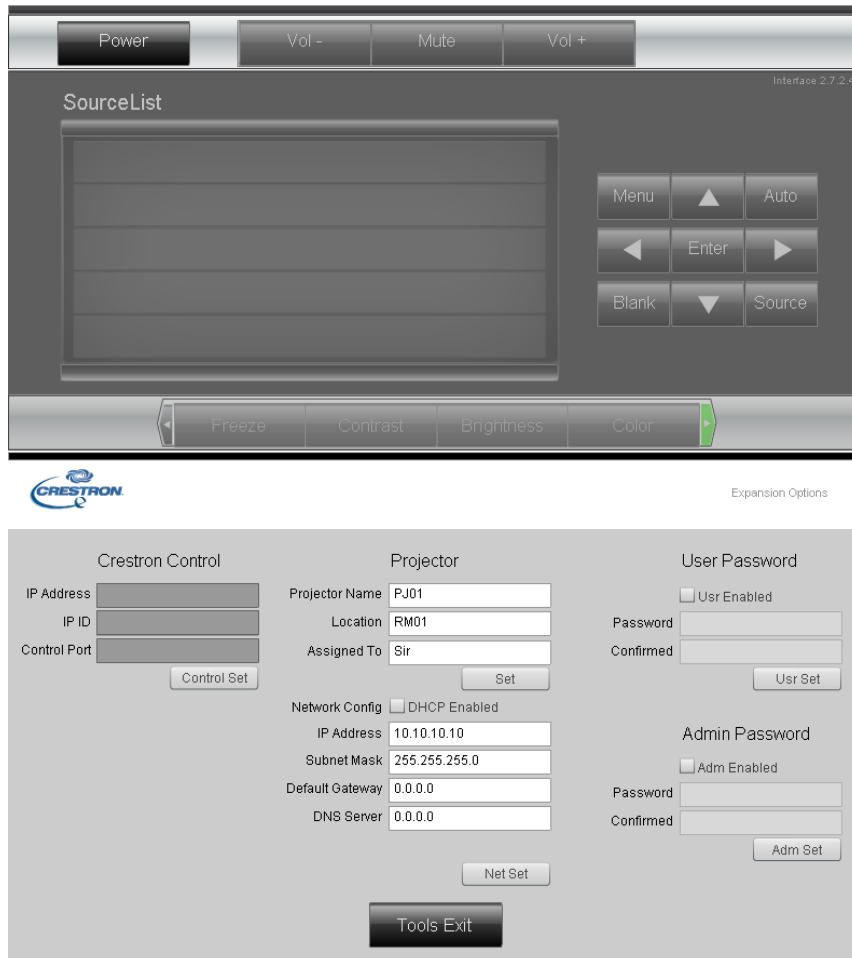 Power Vol - Mute Vol +
Interface 2.7.2.4
SourceList
Menu Auto
Enter
Blank Source
Freeze Contrast Brightness Color
CRESTRON
Expansion Options
Crestron Control
IP Address
IP ID
Control Port
Control Set
Projector
Projector Name PJ01
Location RM01
Assigned To Sir
Set
Network Config DHCP Enabled
IP Address 10.10.10.10
Subnet Mask 255.255.255.0
Default Gateway 0.0.0.0
DNS Server 0.0.0.0
Net Set
User Password
Usr Enabled
Password
Confirmed
Usr Set
Admin Password
Adm Enabled
Password
Confirmed
Adm Set
Tools Exit